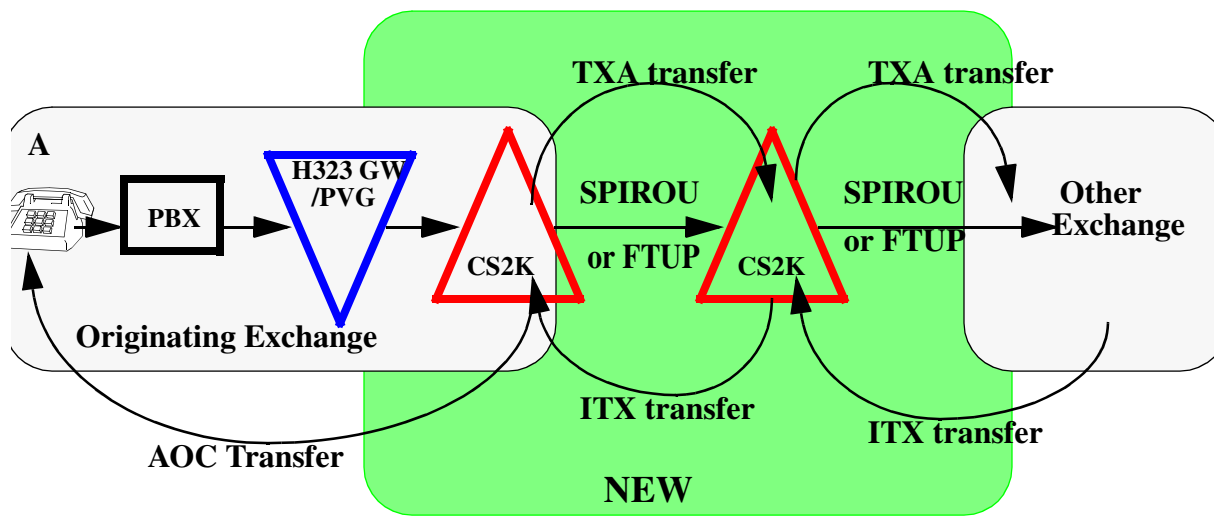 TXA transfer
TXA transfer
A
H323 GW
/PVG
PBX
SPIROU
or FTUP
SPIROU
or FTUP
Other
Exchange
CS2K
CS2K
Originating Exchange
ITX transfer
ITX transfer
AOC Transfer
NEW